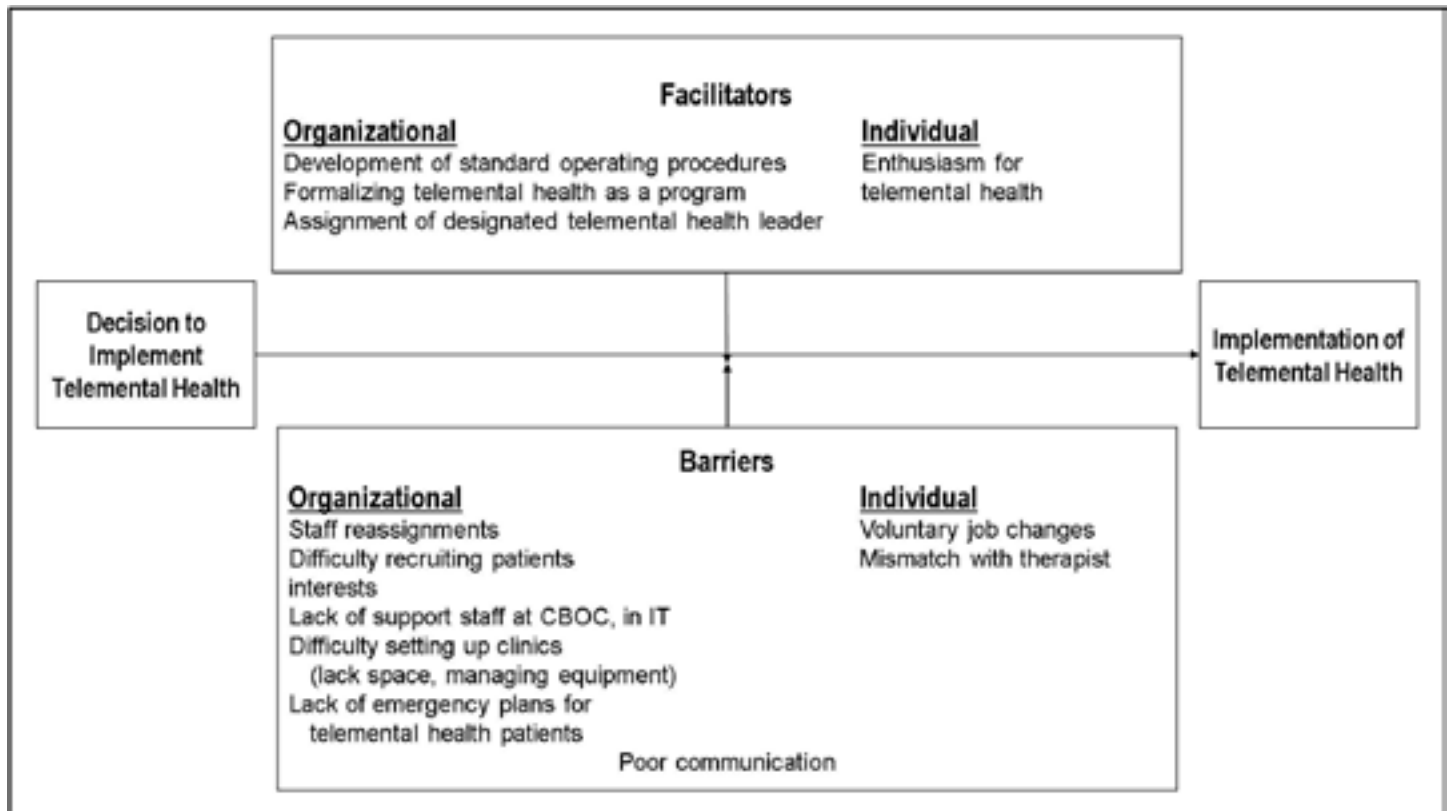 Facilitators
Organizational
Development of standard operating procedures
Formalizing telemental health as a program
Assignment of designated telemental health leader
Individual
Enthusiasm for
telemental health
Decision to
Implement
Telemental Health
Implementation of
Telemental Health
Barriers
Organizational
Staff reassignments
Difficulty recruiting patients
interests
Lack of support staff at CBOC, in IT
Difficulty setting up clinics
(lack space, managing equipment)
Lack of emergency plans for
telemental health patients
Individual
Voluntary job changes
Mismatch with therapist
Poor communication